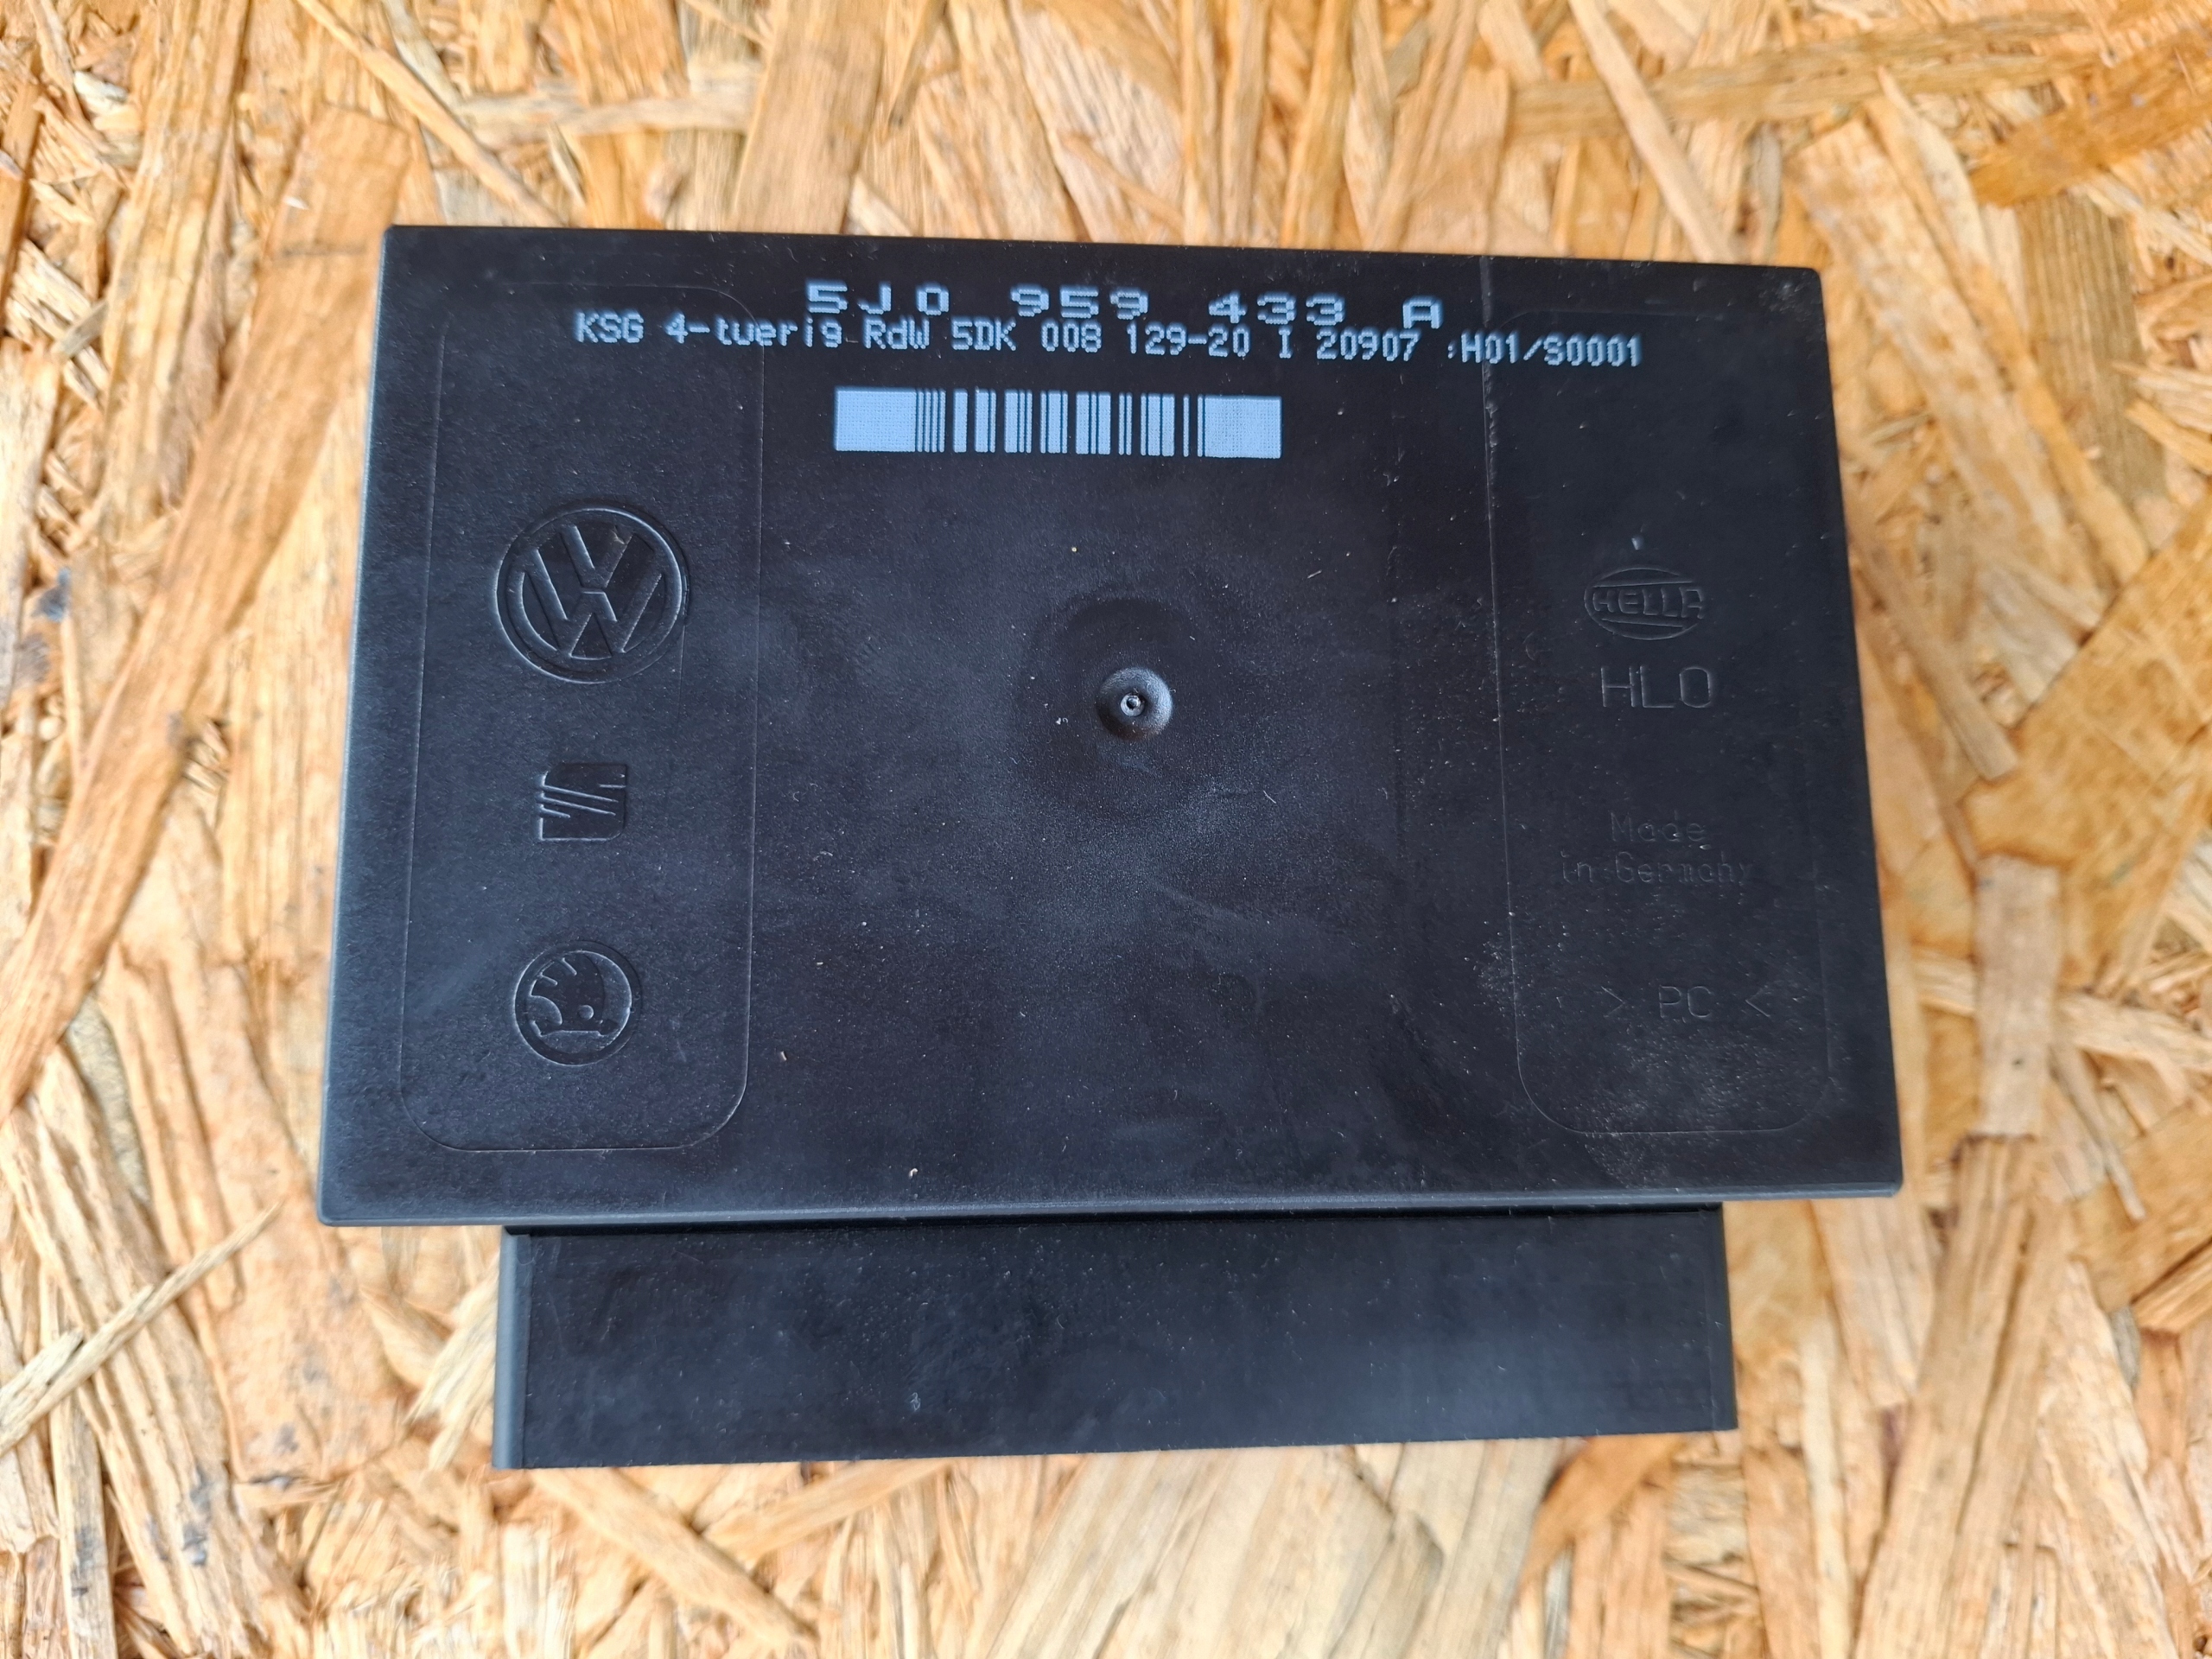 5J0 959 433 A
KSG 4-tuerig RdW 5DK 008 129-20 I 20907 :H01/S0001
HELLA
HLO
Made
in Germany
> PC <